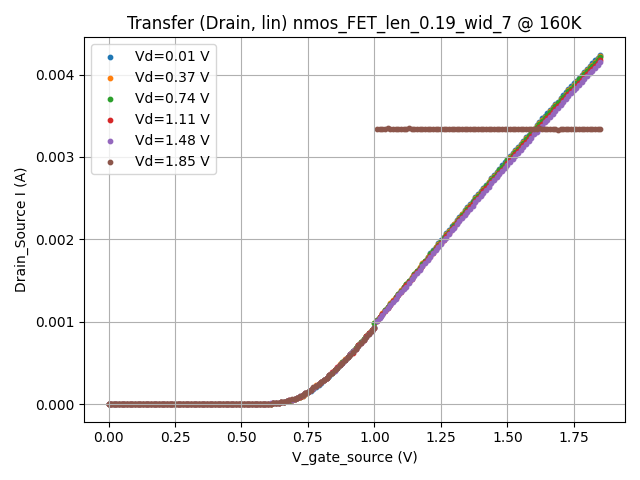 Transfer (Drain, lin) nmos_FET_len_0.19_wid_7 @ 160K
Vd=0.01 V
Vd=0.37 V
Vd=0.74 V
Vd=1.11 V
Vd=1.48 V
Vd=1.85 V
Drain_Source I (A)
0.004
0.003
0.002
0.001
0.000
0.00 0.25 0.50 0.75 1.00 1.25 1.50 1.75
V_gate_source (V)